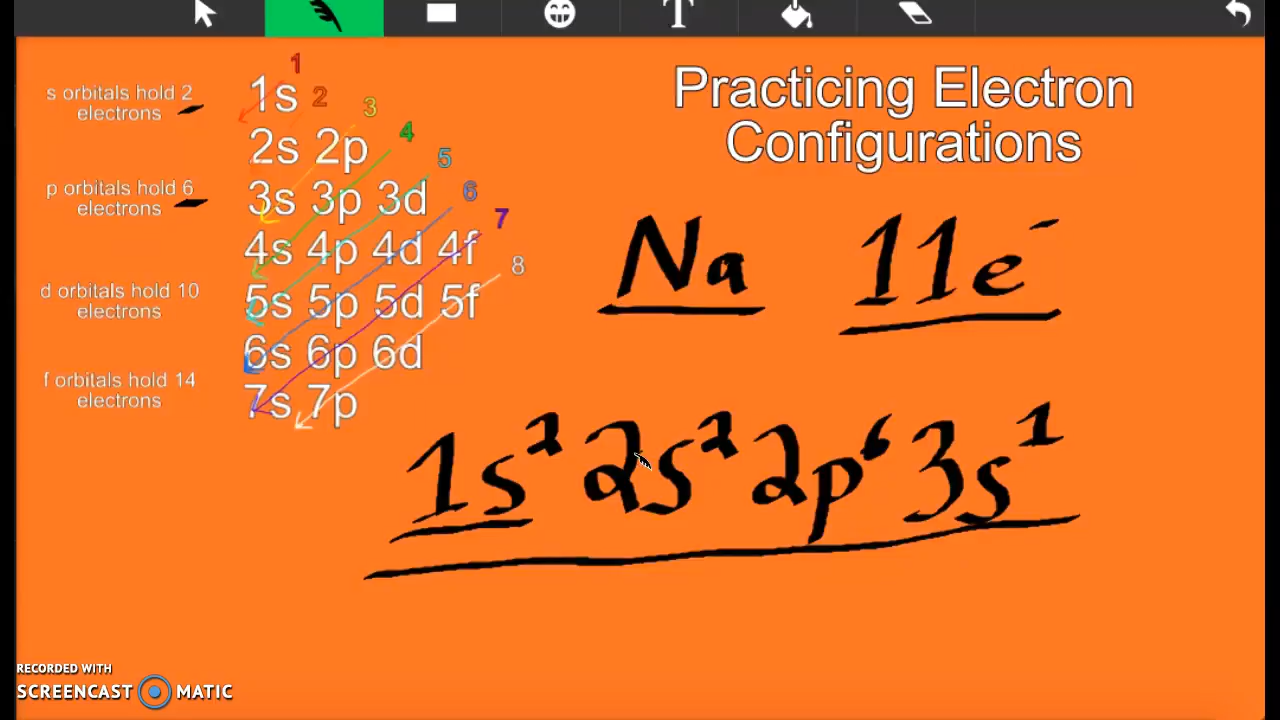 Practicing Electron
Configurations
s orbitals hold 2
electrons
p orbitals hold 6
electrons
d orbitals hold 10
electrons
f orbitals hold 14
electrons
1
1s 2
3
2s 2p 4
5
3s 3p 3d 6
7
4s 4p 4d 4f 8
5s 5p 5d 5f
6s 6p 6d
7s 7p
Na 11e⁻
1s² 2s² 2p⁶ 3s¹
T
RECORDED WITH
SCREENCAST MATIC